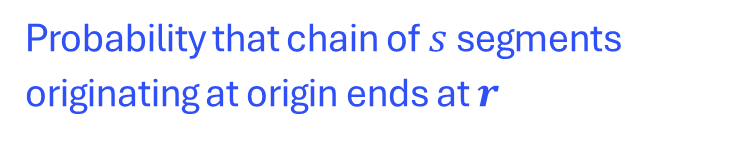 Probability that chain of s segments
originating at origin ends at r